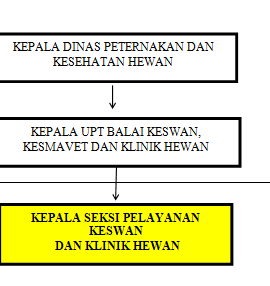 KEPALA DINAS PETERNAKAN DAN
KESEHATAN HEWAN
KEPALA UPT BALAI KESWAN,
KESMAVET DAN KLINIK HEWAN
KEPALA SEKSI PELAYANAN
KESWAN
DAN KLINIK HEWAN